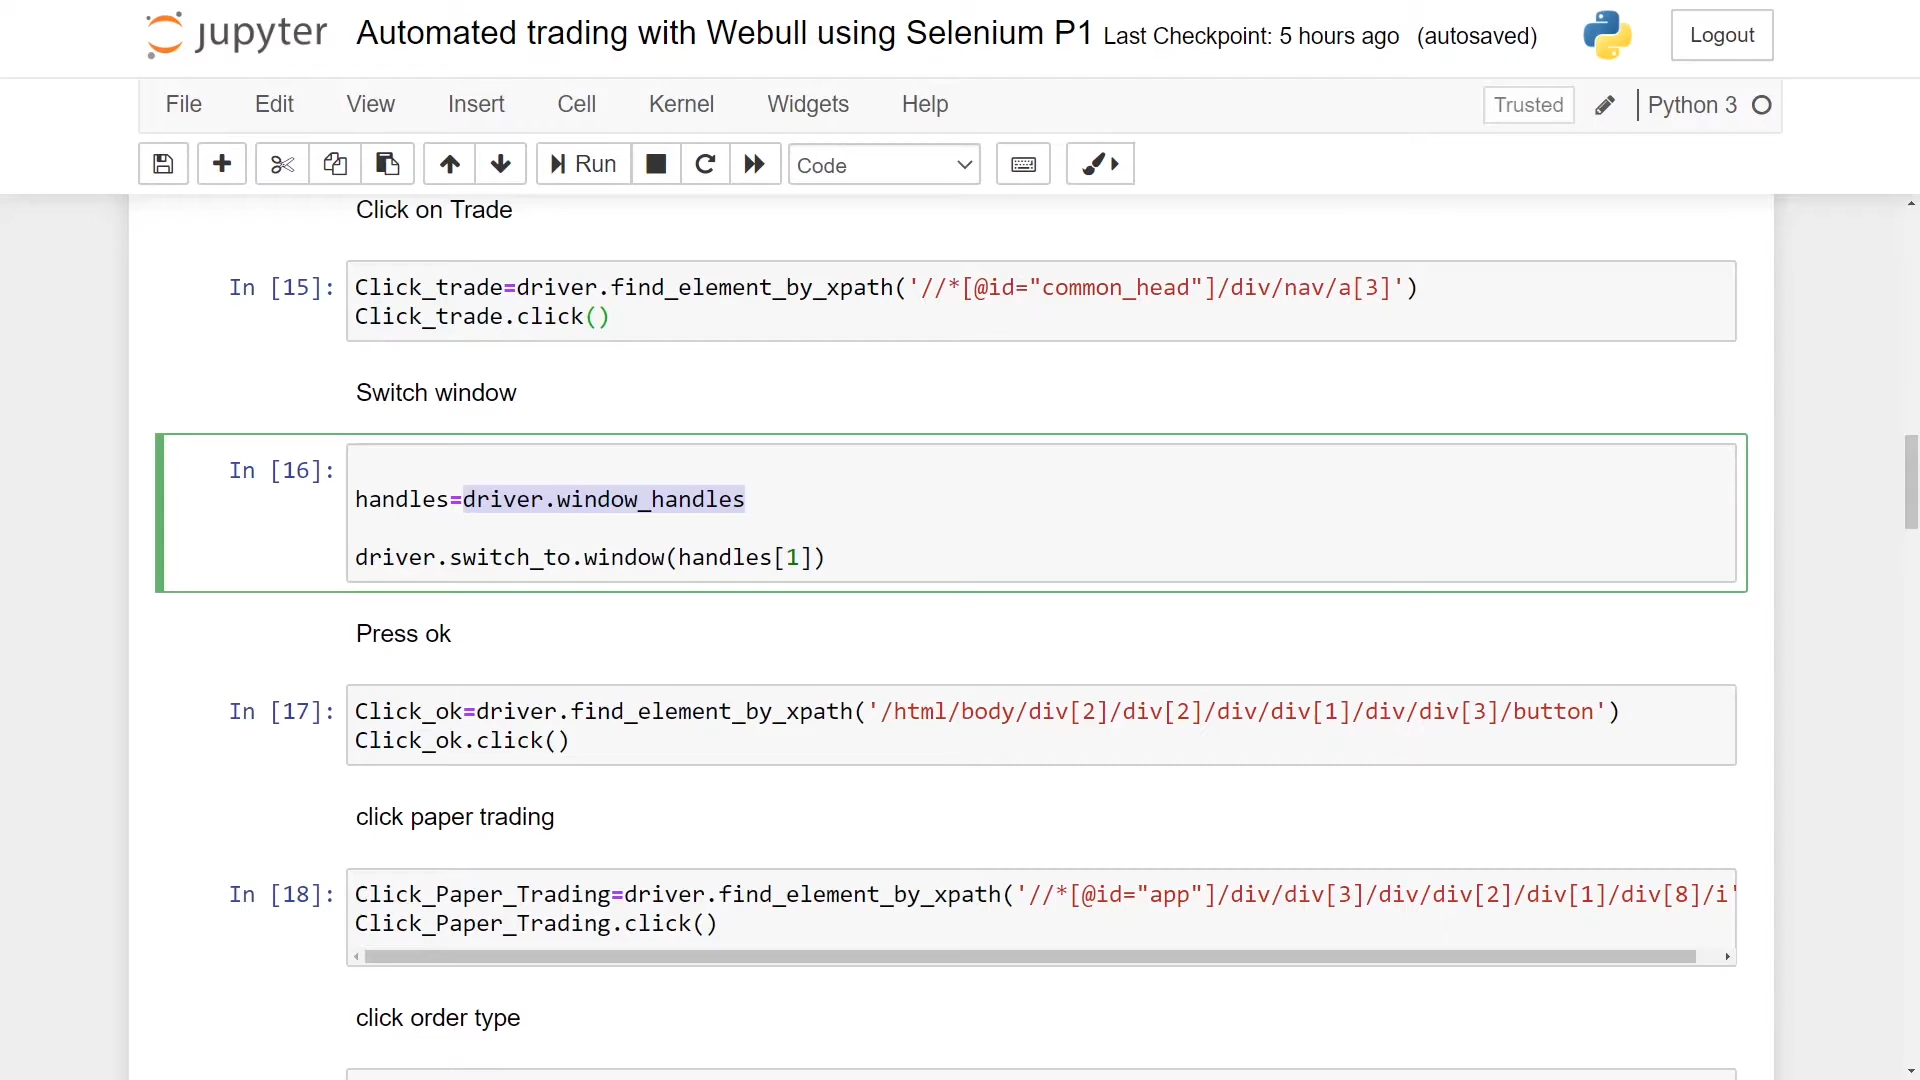 jupyter Automated trading with Webull using Selenium P1 Last Checkpoint: 5 hours ago (autosaved) Logout
File Edit View Insert Cell Kernel Widgets Help Trusted Python 3
Run Code
Click on Trade
In [15]: Click_trade=driver.find_element_by_xpath('//*[@id="common_head"]/div/nav/a[3]')
Click_trade.click()
Switch window
In [16]:
handles=driver.window_handles
driver.switch_to.window(handles[1])
Press ok
In [17]: Click_ok=driver.find_element_by_xpath('/html/body/div[2]/div[2]/div/div[1]/div/div[3]/button')
Click_ok.click()
click paper trading
In [18]: Click_Paper_Trading=driver.find_element_by_xpath('//*[@id="app"]/div/div[3]/div/div[2]/div[1]/div[8]/i'
Click_Paper_Trading.click()
click order type